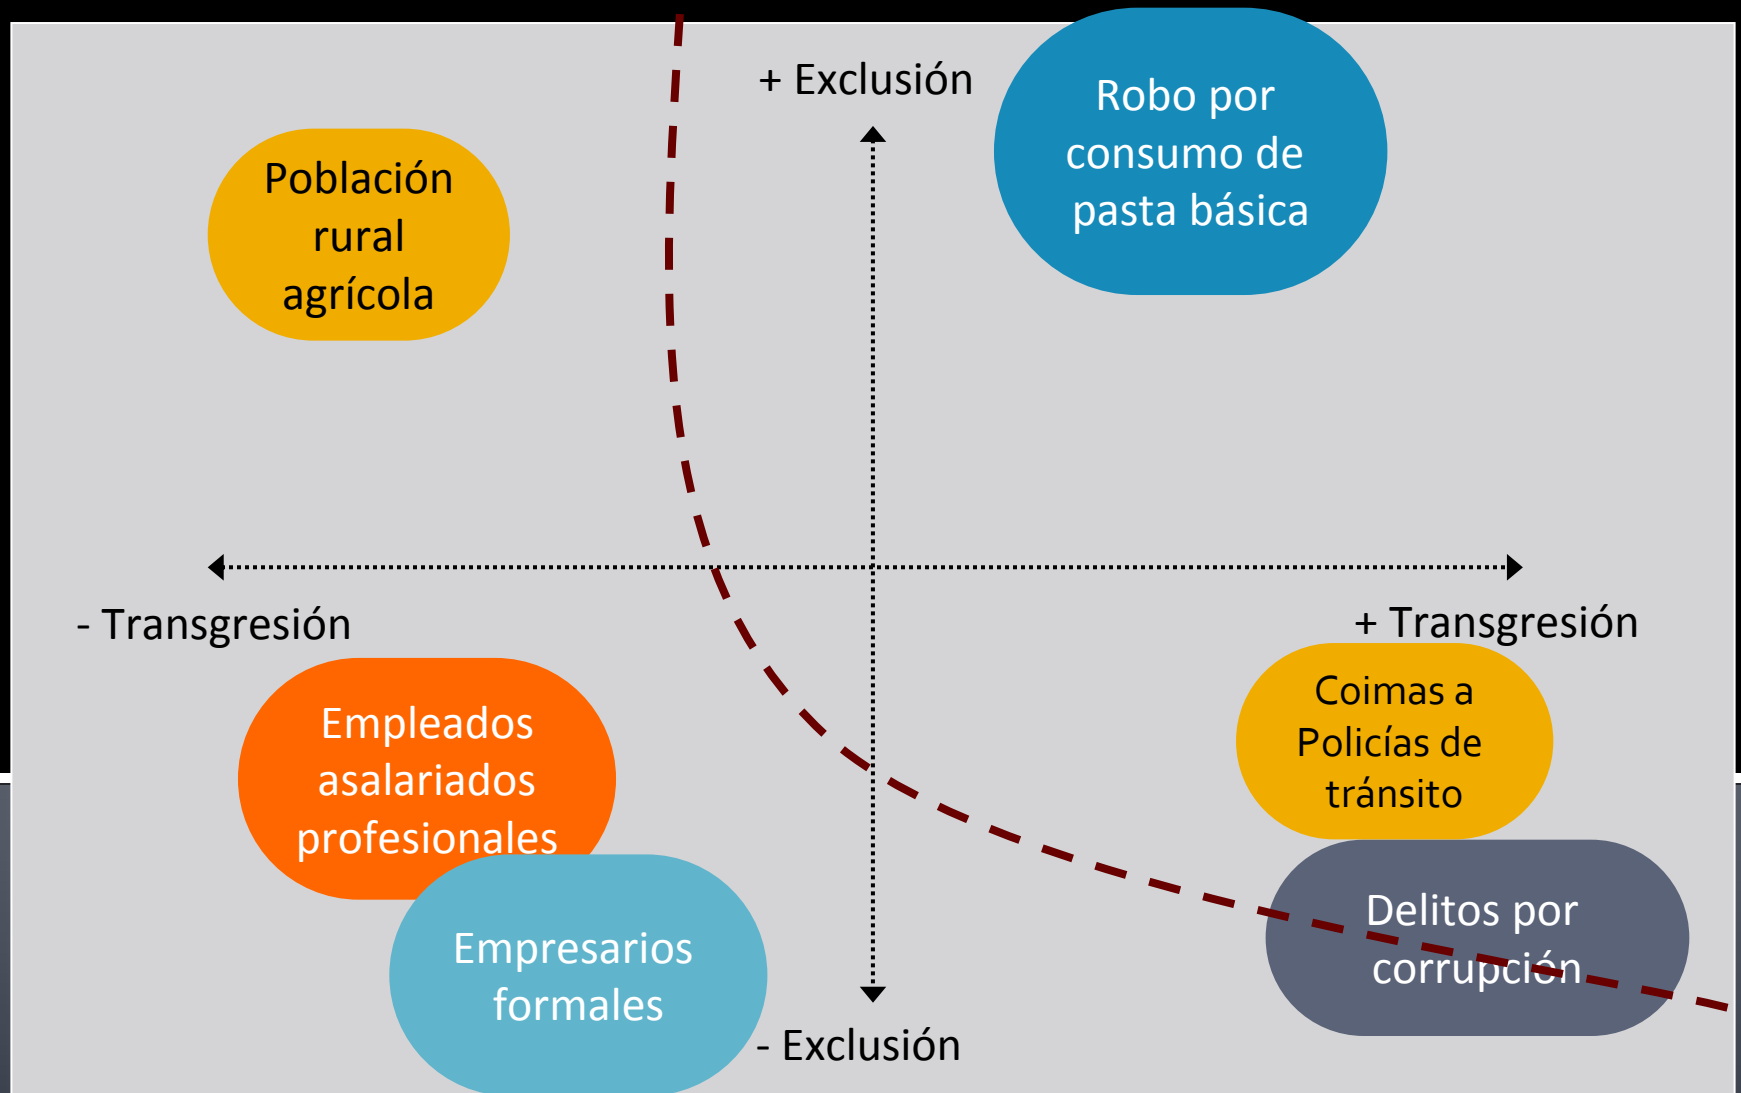 + Exclusión
Robo por
consumo de
pasta básica
Población
rural
agrícola
- Transgresión
+ Transgresión
Empleados
asalariados
profesionales
Coimas a
Policías de
tránsito
Empresarios
formales
Delitos por
corrupción
- Exclusión